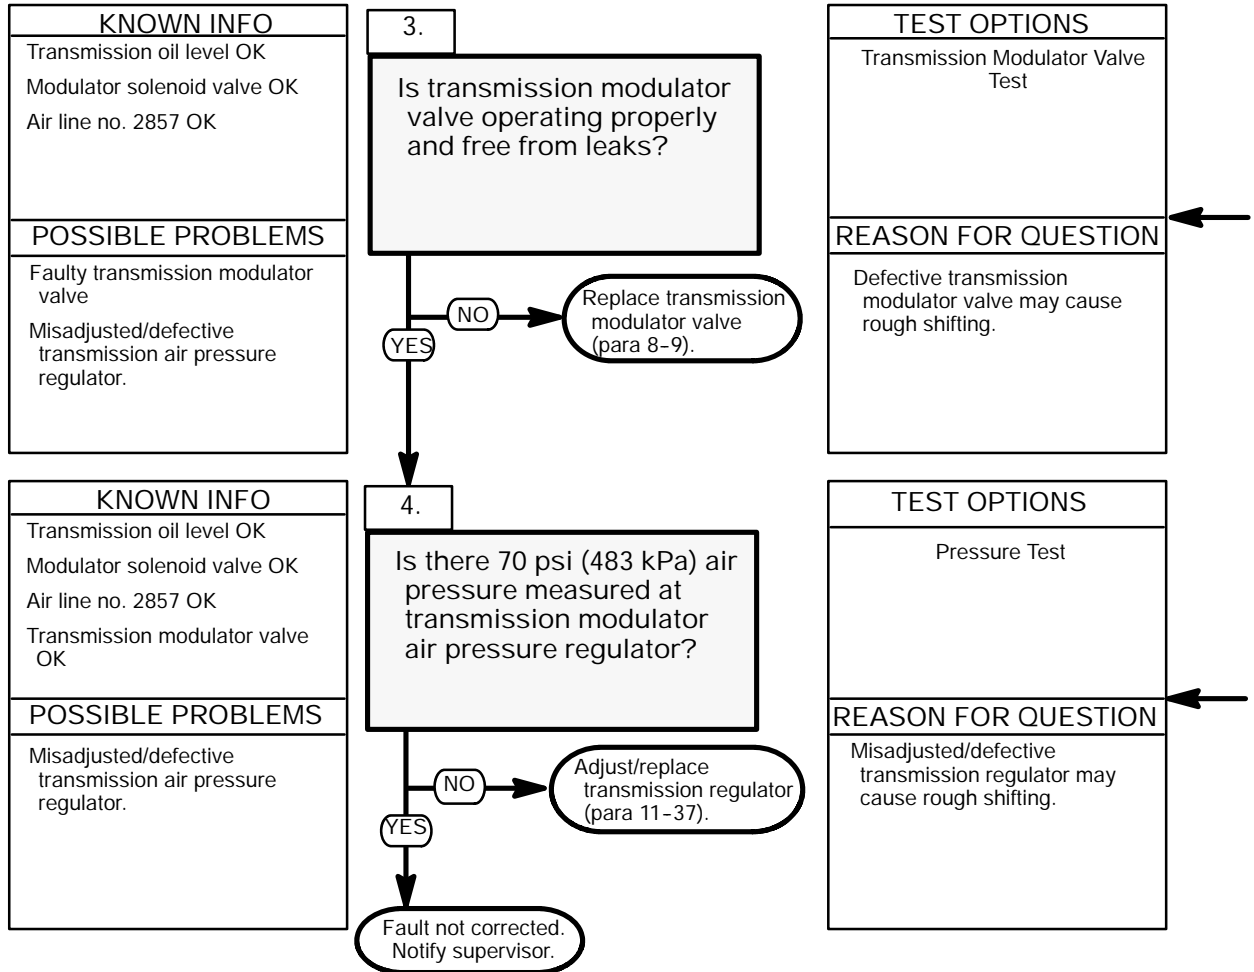 KNOWN INFO
Transmission oil level OK
Modulator solenoid valve OK
Air line no. 2857 OK
POSSIBLE PROBLEMS
Faulty transmission modulator
valve
Misadjusted/defective
transmission air pressure
regulator.
3.
Is transmission modulator
valve operating properly
and free from leaks?
NO
Replace transmission
modulator valve
(para 8-9).
YES
TEST OPTIONS
Transmission Modulator Valve
Test
REASON FOR QUESTION
Defective transmission
modulator valve may cause
rough shifting.
KNOWN INFO
Transmission oil level OK
Modulator solenoid valve OK
Air line no. 2857 OK
Transmission modulator valve
OK
POSSIBLE PROBLEMS
Misadjusted/defective
transmission air pressure
regulator.
4.
Is there 70 psi (483 kPa) air
pressure measured at
transmission modulator
air pressure regulator?
NO
Adjust/replace
transmission regulator
(para 11-37).
YES
Fault not corrected.
Notify supervisor.
TEST OPTIONS
Pressure Test
REASON FOR QUESTION
Misadjusted/defective
transmission regulator may
cause rough shifting.